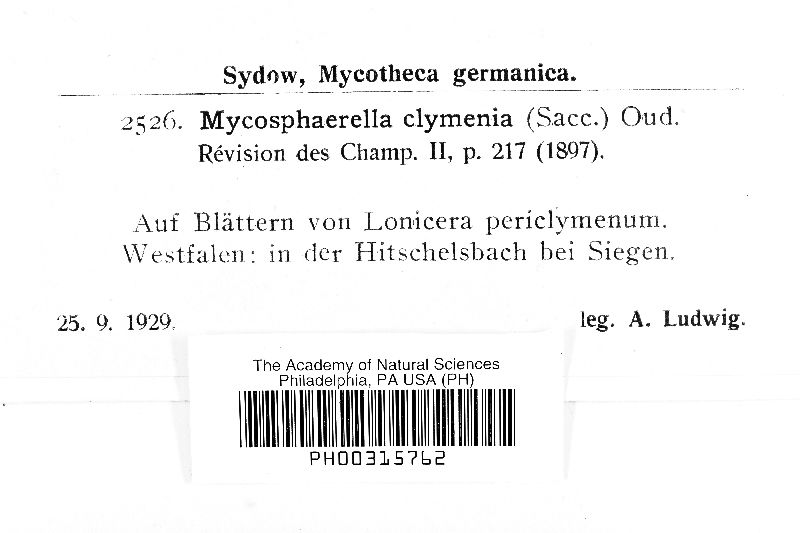 Sydow, Mycotheca germanica.
2526. Mycosphaerella clymenia (Sacc.) Oud.
Révision des Champ. II, p. 217 (1897).
Auf Blättern von Lonicera periclymenum.
Westfalen: in der Hitschelsbach bei Siegen.
25. 9. 1929. leg. A. Ludwig.
The Academy of Natural Sciences
Philadelphia, PA USA (PH)
PH00315762